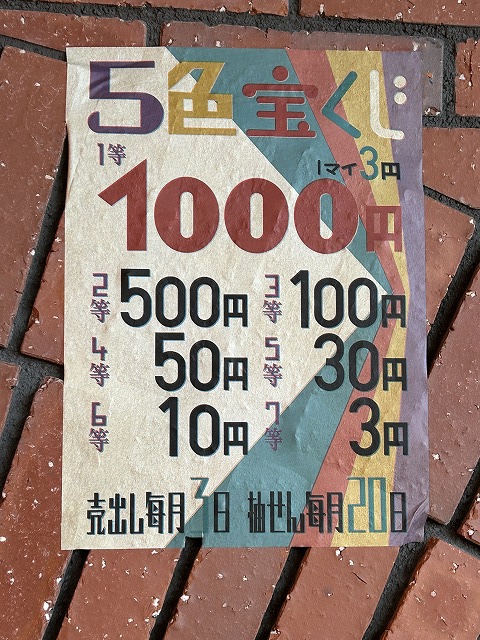 5色宝くじ
1等
1マイ3円
1000円
2等 500円 3等 100円
4等 50円 5等 30円
6等 10円 7等 3円
売出し毎月3日 抽せん毎月20日